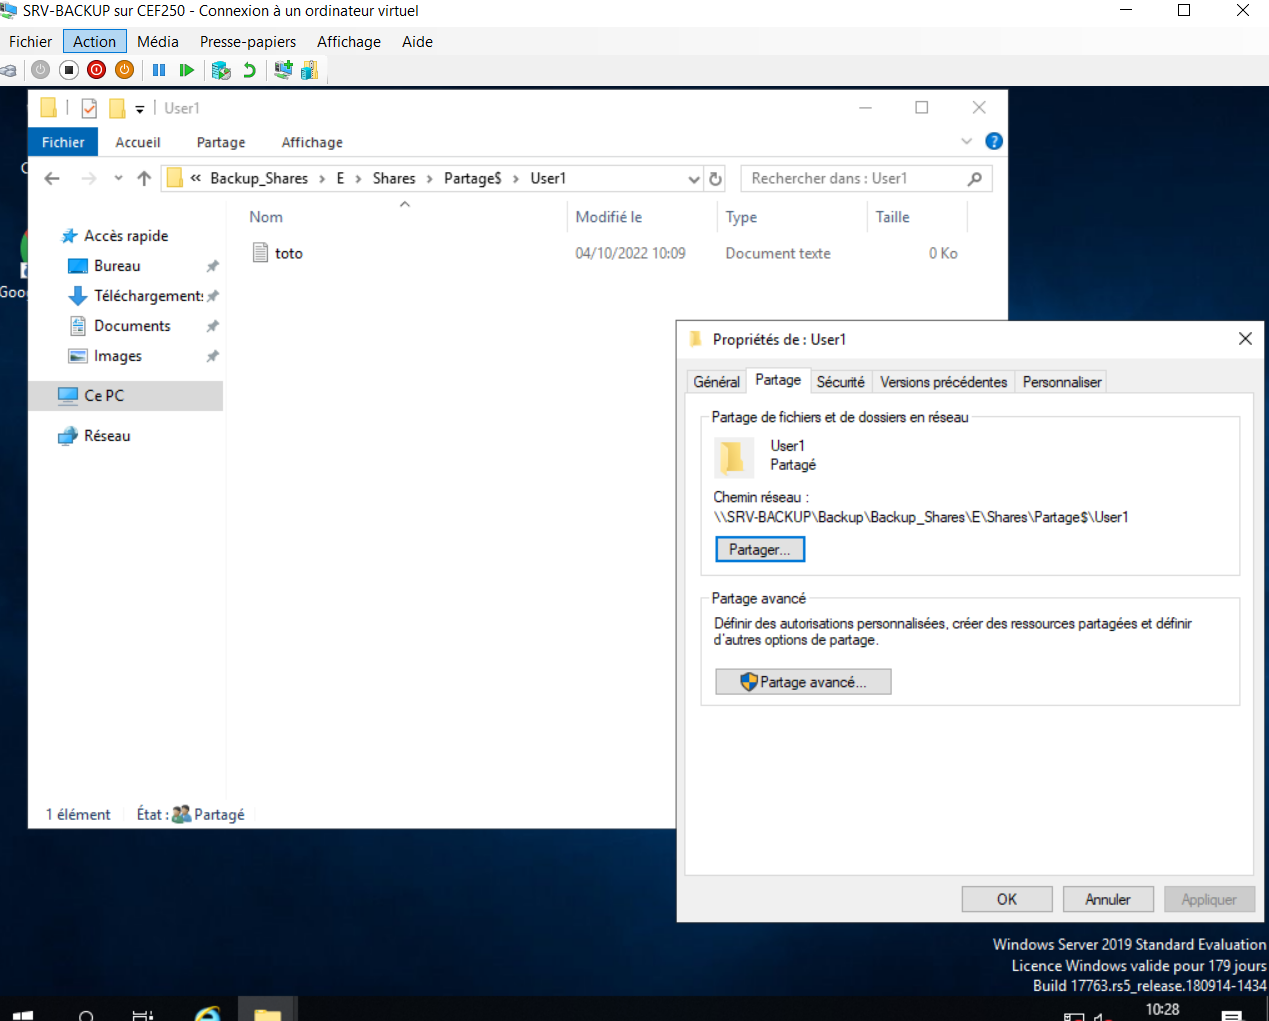 SRV-BACKUP sur CEF250 - Connexion à un ordinateur virtuel
Fichier Action Média Presse-papiers Affichage Aide
User1
Fichier Accueil Partage Affichage
« Backup_Shares > E > Shares > Partage$ > User1
Rechercher dans : User1
Nom Modifié le Type Taille
toto 04/10/2022 10:09 Document texte 0 Ko
Accès rapide
Bureau
Téléchargements
Documents
Images
Ce PC
Réseau
1 élément État : Partagé
Propriétés de : User1
Général Partage Sécurité Versions précédentes Personnaliser
Partage de fichiers et de dossiers en réseau
User1
Partagé
Chemin réseau :
\\SRV-BACKUP\Backup\Backup_Shares\E\Shares\Partage$\User1
Partager...
Partage avancé
Définir des autorisations personnalisées, créer des ressources partagées et définir
d'autres options de partage.
Partage avancé...
OK Annuler Appliquer
Windows Server 2019 Standard Evaluation
Licence Windows valide pour 179 jours
Build 17763.rs5_release.180914-1434
10:28